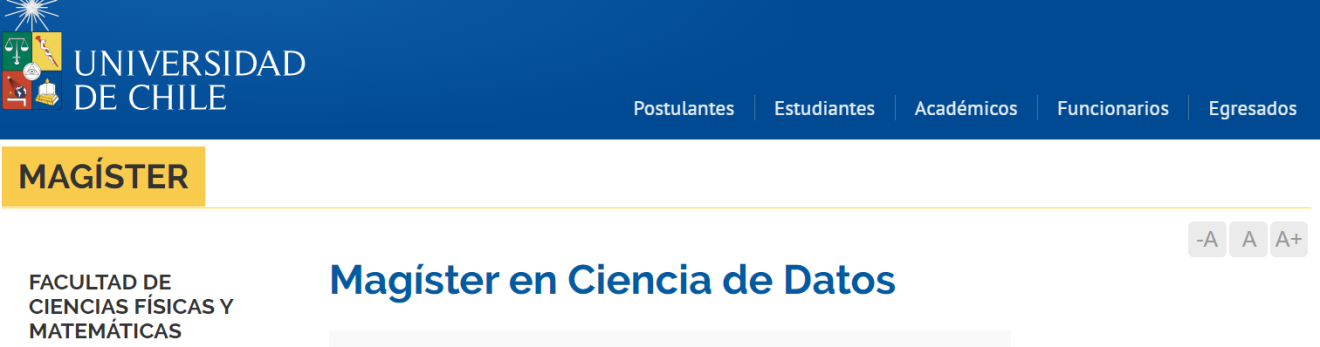 UNIVERSIDAD
DE CHILE
Postulantes
Estudiantes
Académicos
Funcionarios
Egresados
MAGÍSTER
-A
A
A+
FACULTAD DE
CIENCIAS FÍSICAS Y
MATEMÁTICAS
Magíster en Ciencia de Datos